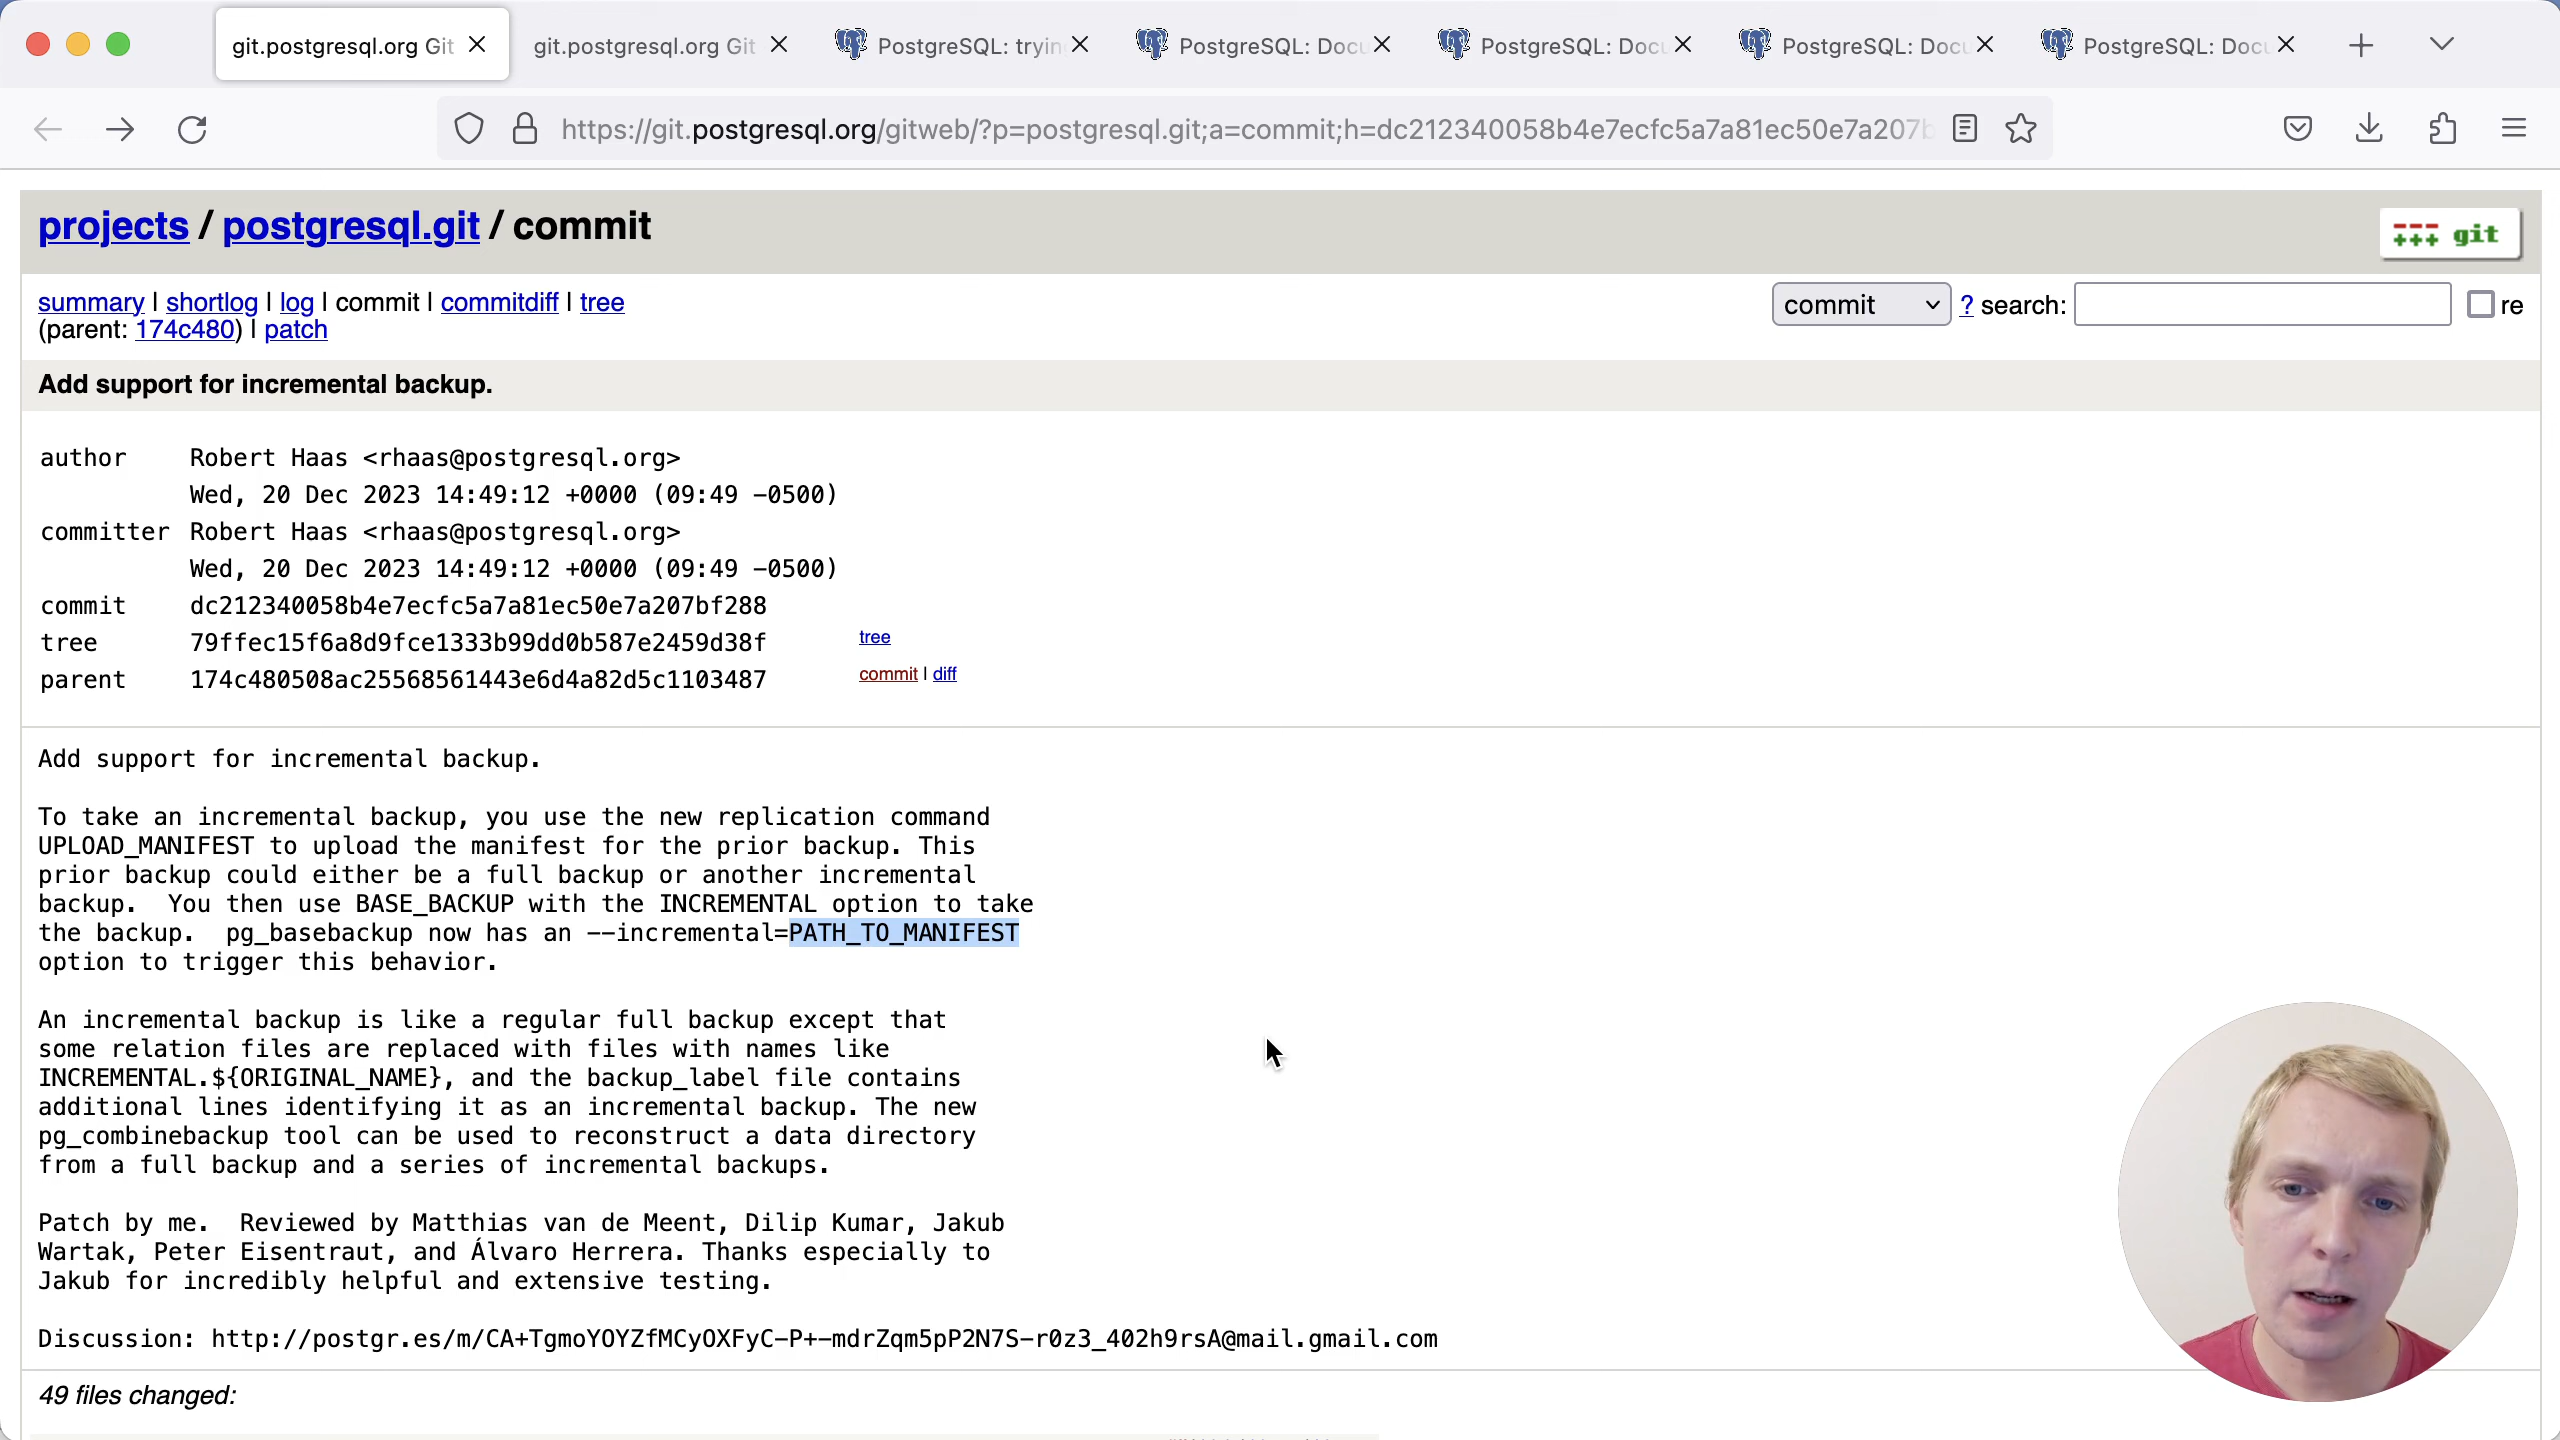 git.postgresql.org Git
git.postgresql.org Git
PostgreSQL: tryin
PostgreSQL: Docu
PostgreSQL: Docu
PostgreSQL: Docu
PostgreSQL: Docu
https://git.postgresql.org/gitweb/?p=postgresql.git;a=commit;h=dc212340058b4e7ecfc5a7a81ec50e7a207b
projects / postgresql.git / commit
git
summary | shortlog | log | commit | commitdiff | tree
(parent: 174c480) | patch
commit ? search: re
Add support for incremental backup.
author Robert Haas <rhaas@postgresql.org>
Wed, 20 Dec 2023 14:49:12 +0000 (09:49 -0500)
committer Robert Haas <rhaas@postgresql.org>
Wed, 20 Dec 2023 14:49:12 +0000 (09:49 -0500)
commit dc212340058b4e7ecfc5a7a81ec50e7a207bf288
tree 79ffec15f6a8d9fce1333b99dd0b587e2459d38f tree
parent 174c480508ac25568561443e6d4a82d5c1103487 commit | diff
Add support for incremental backup.
To take an incremental backup, you use the new replication command
UPLOAD_MANIFEST to upload the manifest for the prior backup. This
prior backup could either be a full backup or another incremental
backup.  You then use BASE_BACKUP with the INCREMENTAL option to take
the backup.  pg_basebackup now has an --incremental=PATH_TO_MANIFEST
option to trigger this behavior.
An incremental backup is like a regular full backup except that
some relation files are replaced with files with names like
INCREMENTAL.${ORIGINAL_NAME}, and the backup_label file contains
additional lines identifying it as an incremental backup. The new
pg_combinebackup tool can be used to reconstruct a data directory
from a full backup and a series of incremental backups.
Patch by me.  Reviewed by Matthias van de Meent, Dilip Kumar, Jakub
Wartak, Peter Eisentraut, and Álvaro Herrera. Thanks especially to
Jakub for incredibly helpful and extensive testing.
Discussion: http://postgr.es/m/CA+TgmoYOYZfMCyOXFyC-P+-mdrZqm5pP2N7S-r0z3_402h9rsA@mail.gmail.com
49 files changed: